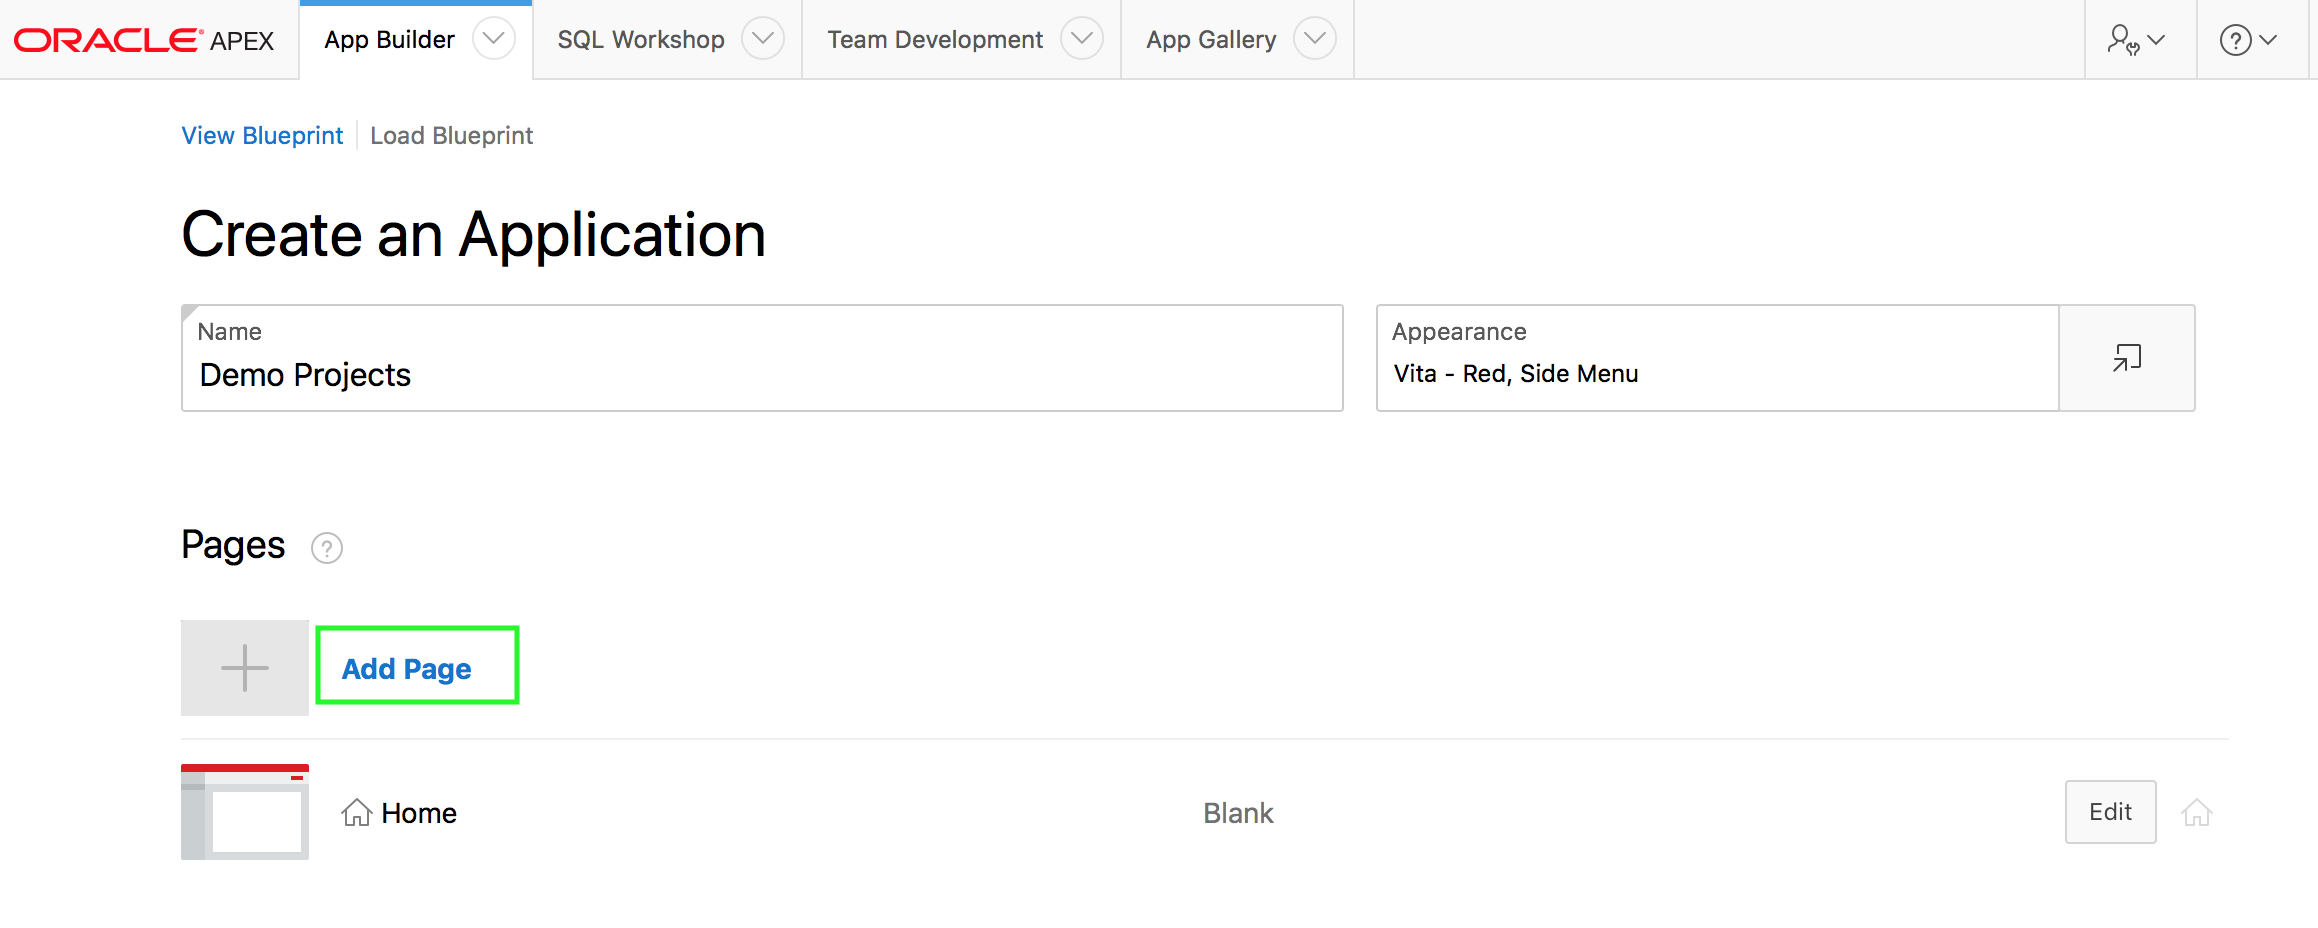 ORACLE APEX App Builder SQL Workshop Team Development App Gallery
View Blueprint Load Blueprint
Create an Application
Name
Demo Projects
Appearance
Vita - Red, Side Menu
Pages ?
Add Page
Home Blank Edit